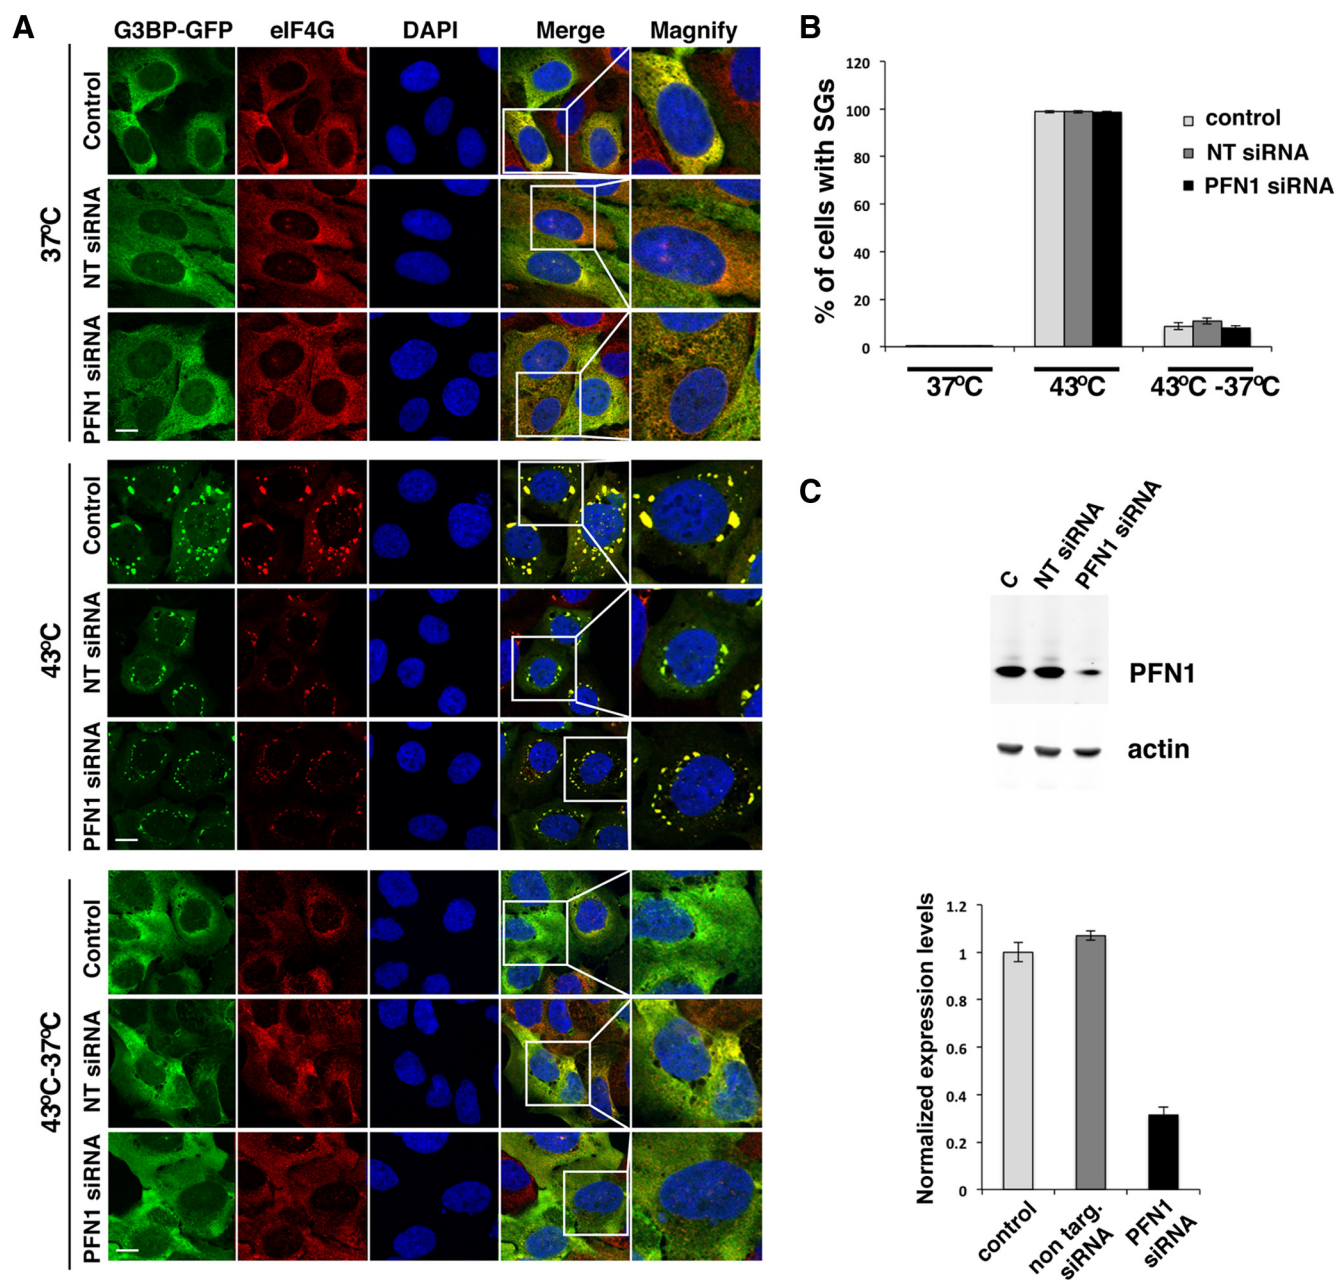 A
G3BP-GFP eIF4G DAPI Merge Magnify
37ºC
Control
NT siRNA
PFN1 siRNA
43ºC
Control
NT siRNA
PFN1 siRNA
43ºC-37ºC
Control
NT siRNA
PFN1 siRNA
B
% of cells with SGs
120
100
80
60
40
20
0
37ºC 43ºC 43ºC -37ºC
control
NT siRNA
PFN1 siRNA
C
C NT siRNA PFN1 siRNA
PFN1
actin
Normalized expression levels
1.2
1
0.8
0.6
0.4
0.2
0
control
non targ.
siRNA
PFN1
siRNA